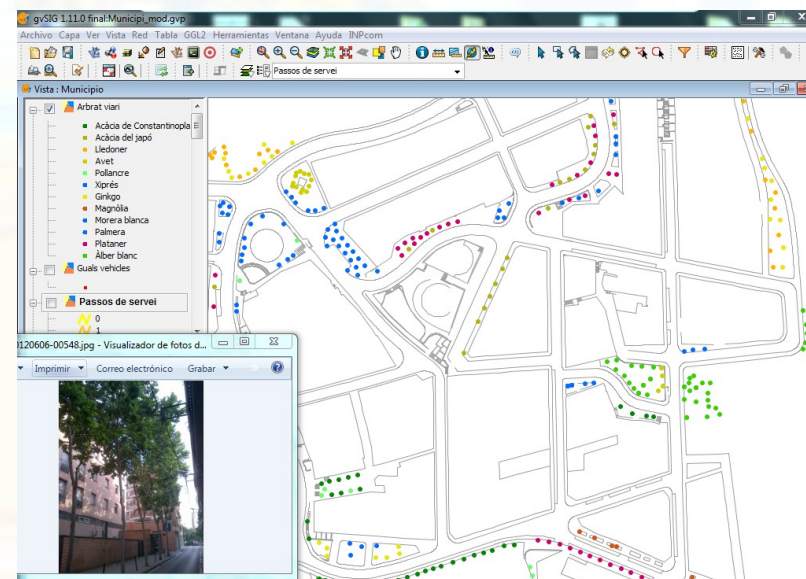 gvSIG 1.11.0 final:Municipi_mod.gvp
Archivo Capa Ver Vista Red Tabla GGL2 Herramientas Ventana Ayuda INPcom
Passos de servei
Vista : Municipio
Arbrat viari
Acàcia de Constantinopla
Acàcia del japó
Lledoner
Avet
Pollancre
Xiprés
Ginkgo
Magnòlia
Morera blanca
Palmera
Plataner
Àlber blanc
Guals vehicles
Passos de servei
0
1
0120606-00548.jpg - Visualizador de fotos d...
Imprimir Correo electrónico Grabar